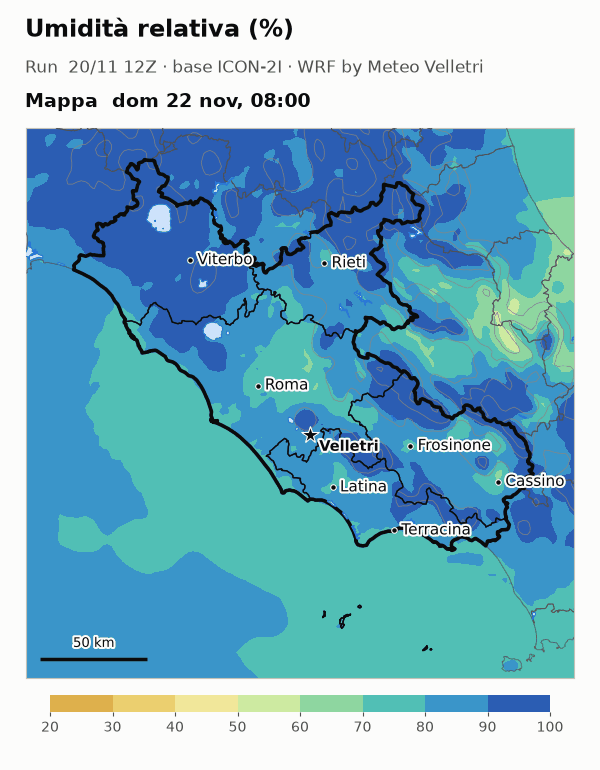 Umidità relativa (%)
Run  20/11 12Z · base ICON-2I · WRF by Meteo Velletri
Mappa  dom 22 nov, 08:00
Viterbo
Rieti
Roma
Velletri
Frosinone
Latina
Cassino
Terracina
50 km
20 30 40 50 60 70 80 90 100